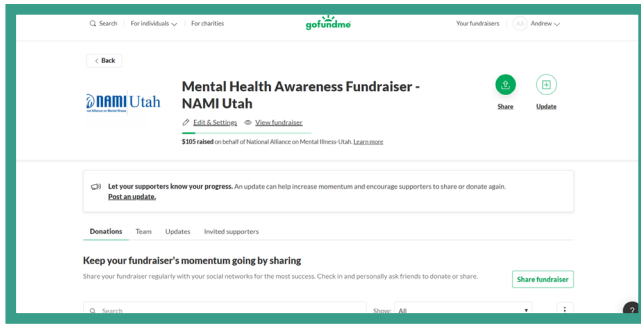 Search For individuals For charities gofundme Your fundraisers AB Andrew
< Back
NAMI Utah
Mental Health Awareness Fundraiser -
NAMI Utah
Edit & Settings View fundraiser
$105 raised on behalf of National Alliance on Mental Illness-Utah. Learn more
Share Update
Let your supporters know your progress. An update can help increase momentum and encourage supporters to share or donate again.
Post an update.
Donations Team Updates Invited supporters
Keep your fundraiser's momentum going by sharing
Share your fundraiser regularly with your social networks for the most success. Check in and personally ask friends to donate or share.
Share fundraiser
Search Show: All
?